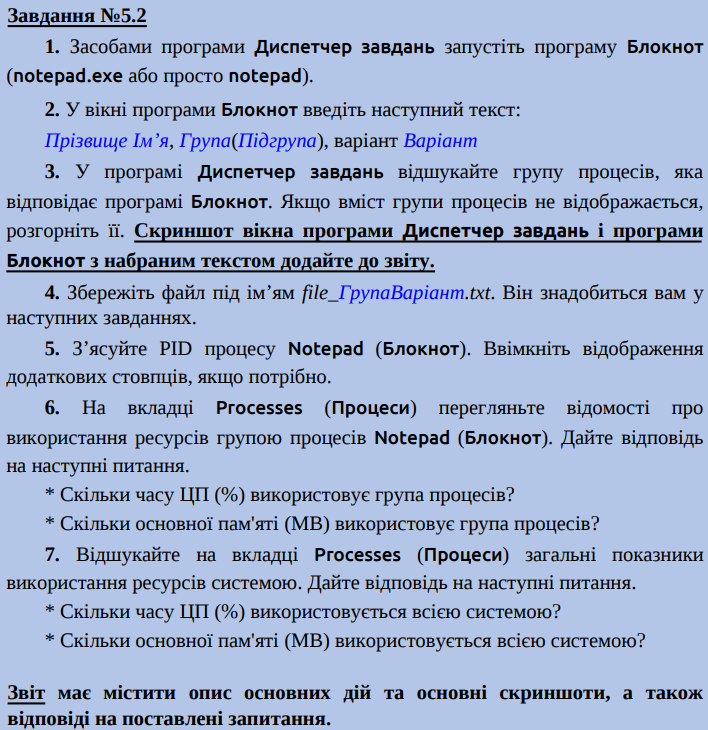 Завдання №5.2
1. Засобами програми Диспетчер завдань запустіть програму Блокнот
(notepad.exe або просто notepad).
2. У вікні програми Блокнот введіть наступний текст:
Прізвище Ім’я, Група(Підгрупа), варіант Варіант
3. У програмі Диспетчер завдань відшукайте групу процесів, яка
відповідає програмі Блокнот. Якщо вміст групи процесів не відображається,
розгорніть її. Скриншот вікна програми Диспетчер завдань і програми
Блокнот з набраним текстом додайте до звіту.
4. Збережіть файл під ім’ям file_ГрупаВаріант.txt. Він знадобиться вам у
наступних завданнях.
5. З’ясуйте PID процесу Notepad (Блокнот). Ввімкніть відображення
додаткових стовпців, якщо потрібно.
6. На вкладці Processes (Процеси) перегляньте відомості про
використання ресурсів групою процесів Notepad (Блокнот). Дайте відповідь
на наступні питання.
* Скільки часу ЦП (%) використовує група процесів?
* Скільки основної пам'яті (МВ) використовує група процесів?
7. Відшукайте на вкладці Processes (Процеси) загальні показники
використання ресурсів системою. Дайте відповідь на наступні питання.
* Скільки часу ЦП (%) використовується всією системою?
* Скільки основної пам'яті (МВ) використовується всією системою?
Звіт має містити опис основних дій та основні скриншоти, а також
відповіді на поставлені запитання.